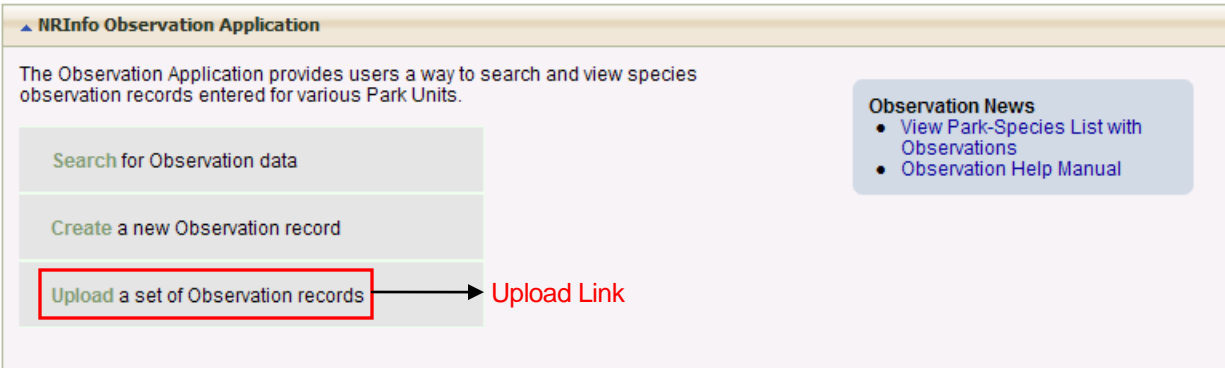 NRInfo Observation Application
The Observation Application provides users a way to search and view species
observation records entered for various Park Units.
Search for Observation data
Create a new Observation record
Upload a set of Observation records
Upload Link
Observation News
• View Park-Species List with
Observations
• Observation Help Manual